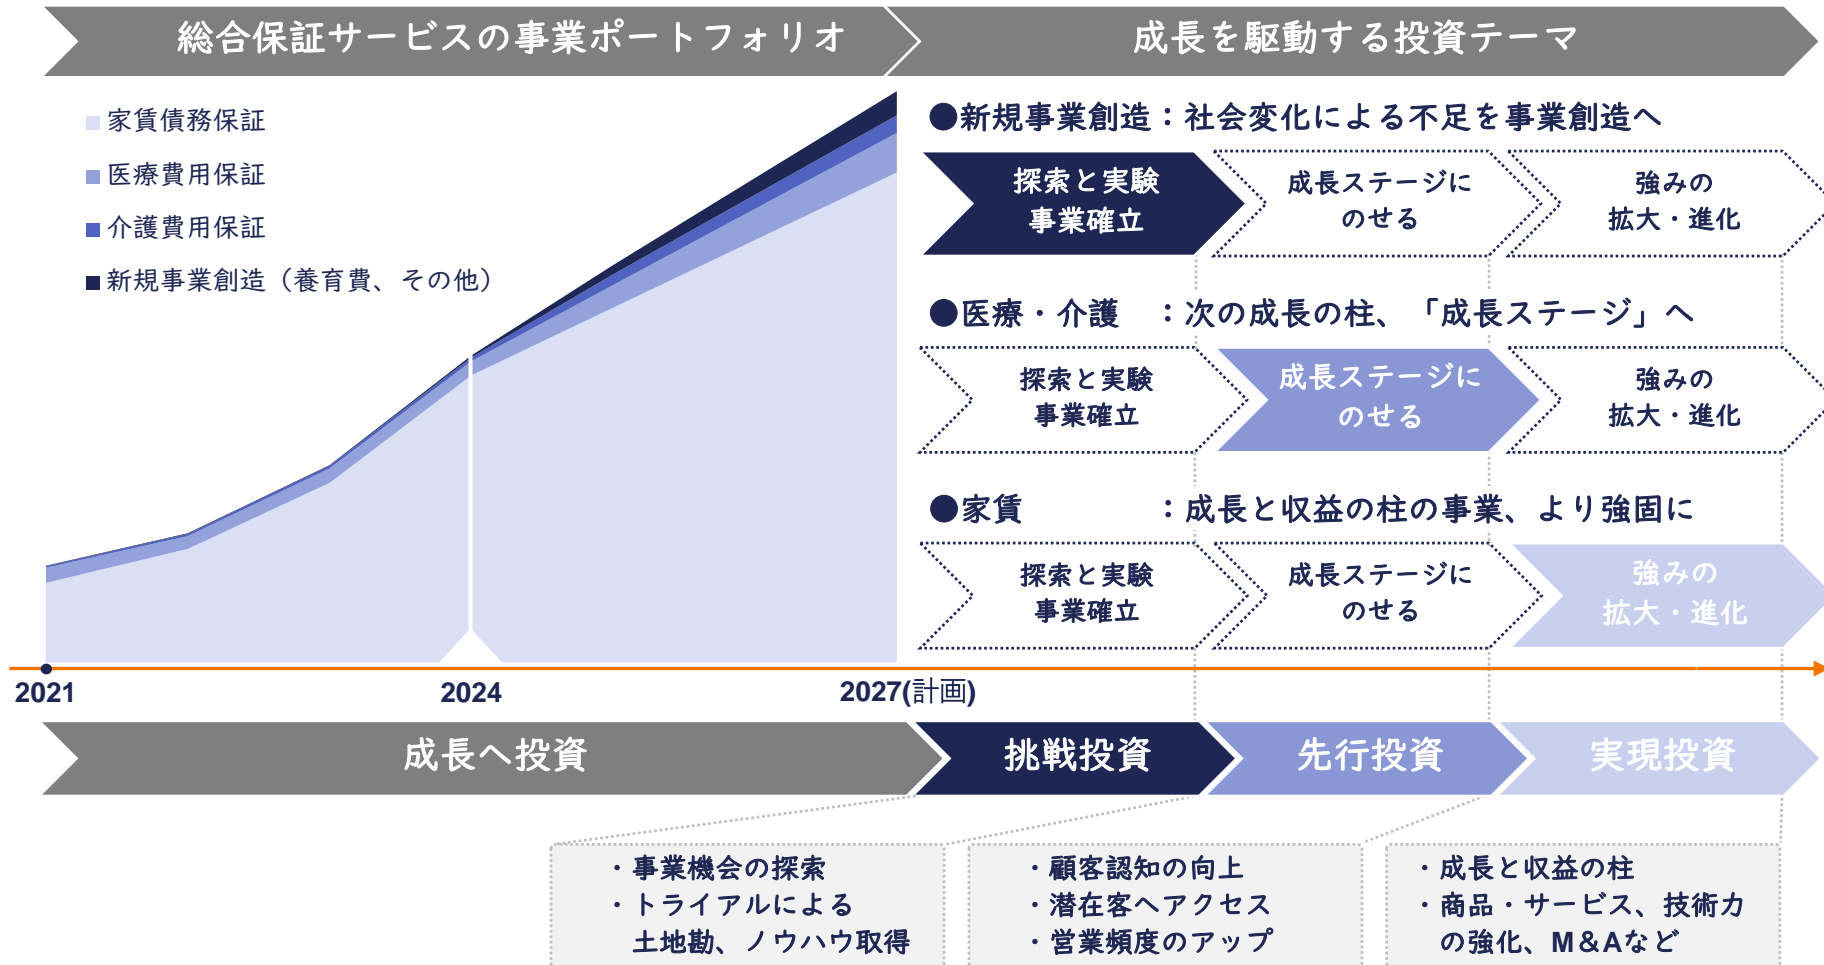 総合保証サービスの事業ポートフォリオ
成長を駆動する投資テーマ
家賃債務保証
医療費用保証
介護費用保証
新規事業創造（養育費、その他）
●新規事業創造：社会変化による不足を事業創造へ
探索と実験
事業確立
成長ステージに
のせる
強みの
拡大・進化
●医療・介護　：次の成長の柱、「成長ステージ」へ
探索と実験
事業確立
成長ステージに
のせる
強みの
拡大・進化
●家賃　　　　：成長と収益の柱の事業、より強固に
探索と実験
事業確立
成長ステージに
のせる
強みの
拡大・進化
2021
2024
2027(計画)
成長へ投資
挑戦投資
先行投資
実現投資
・事業機会の探索
・トライアルによる
土地勘、ノウハウ取得
・顧客認知の向上
・潜在客へアクセス
・営業頻度のアップ
・成長と収益の柱
・商品・サービス、技術力
の強化、M＆Aなど